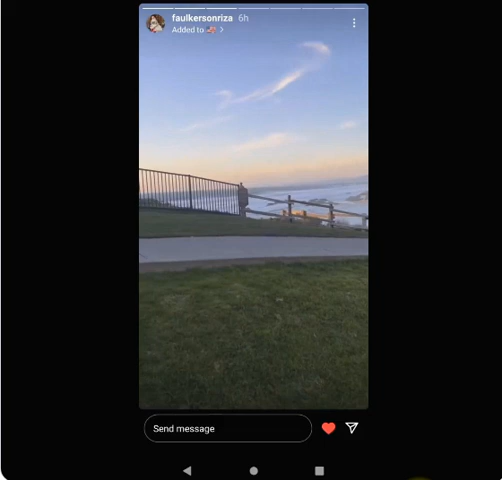 faulkersonriza 6h
Added to 🇺🇸 >
Send message